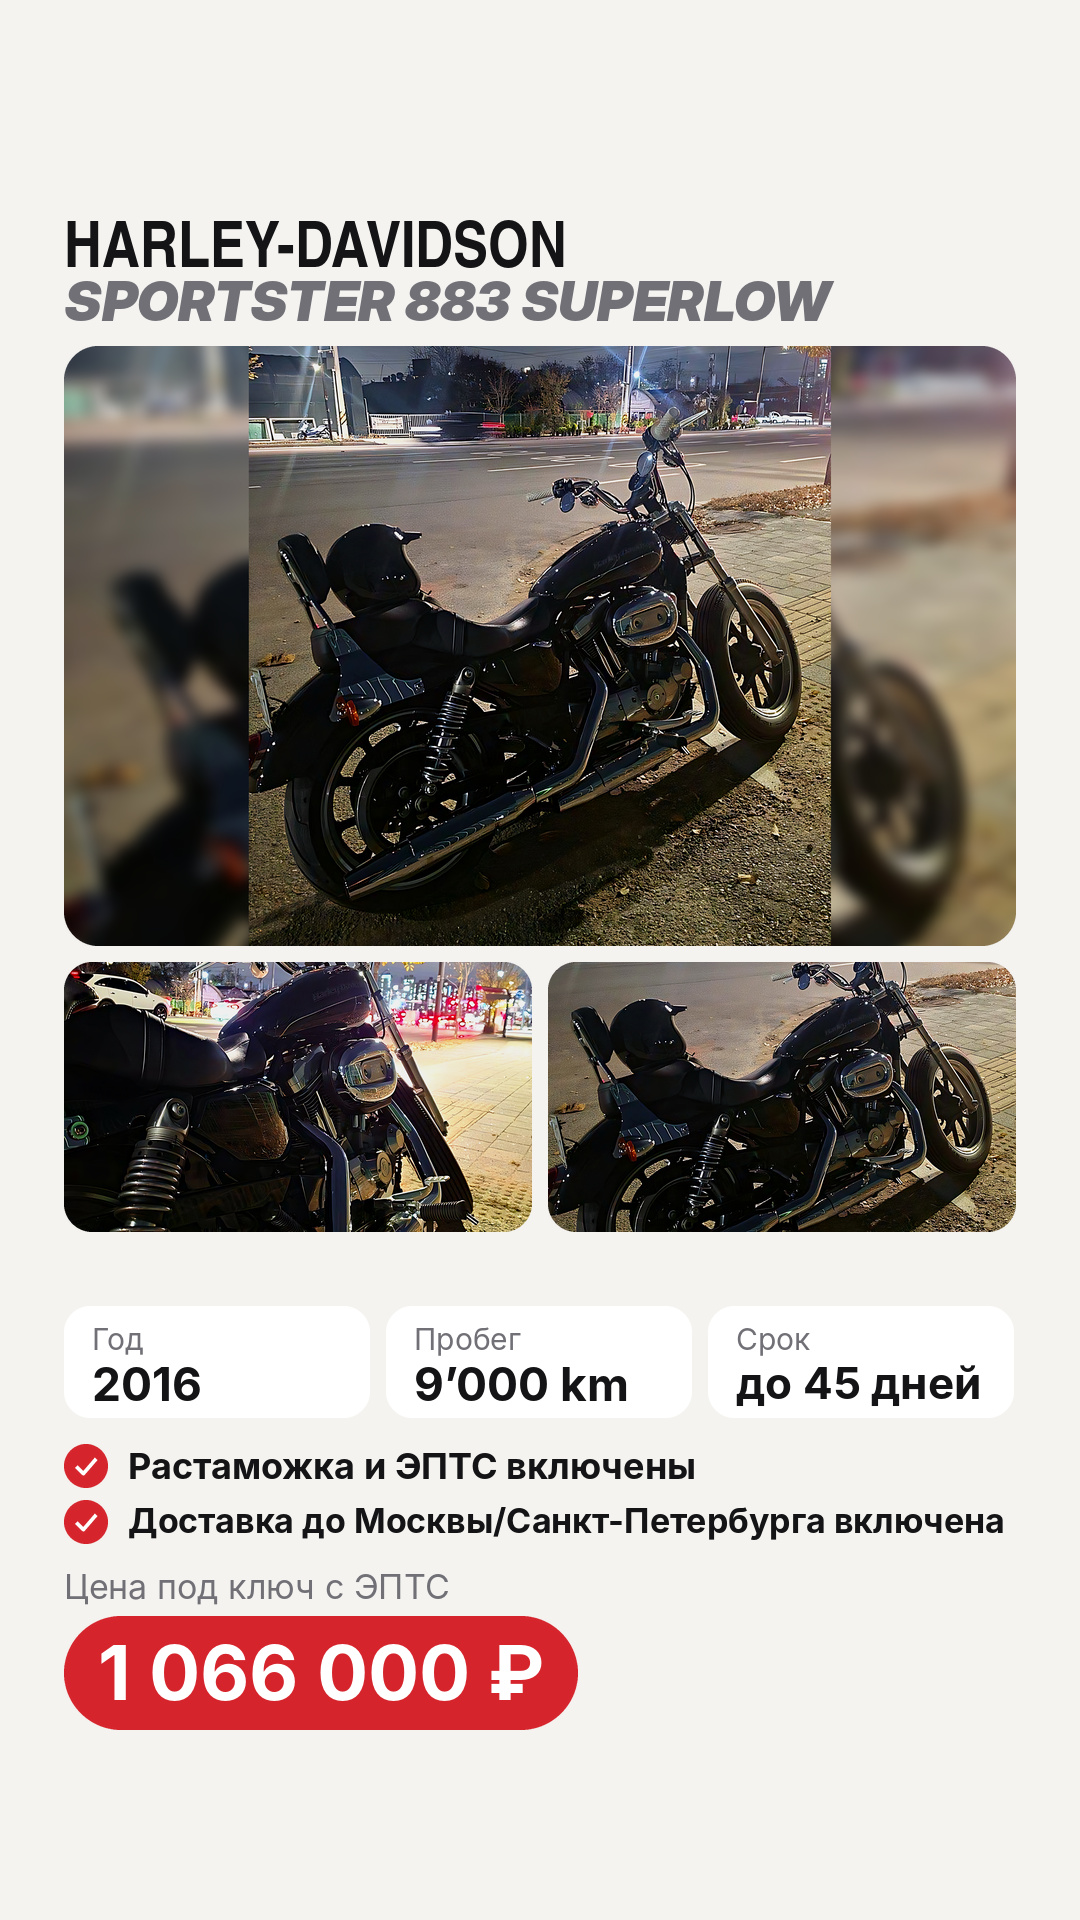 HARLEY-DAVIDSON
SPORTSTER 883 SUPERLOW
Год
2016
Пробег
9’000 km
Срок
до 45 дней
Растаможка и ЭПТС включены
Доставка до Москвы/Санкт-Петербурга включена
Цена под ключ с ЭПТС
1 066 000 ₽